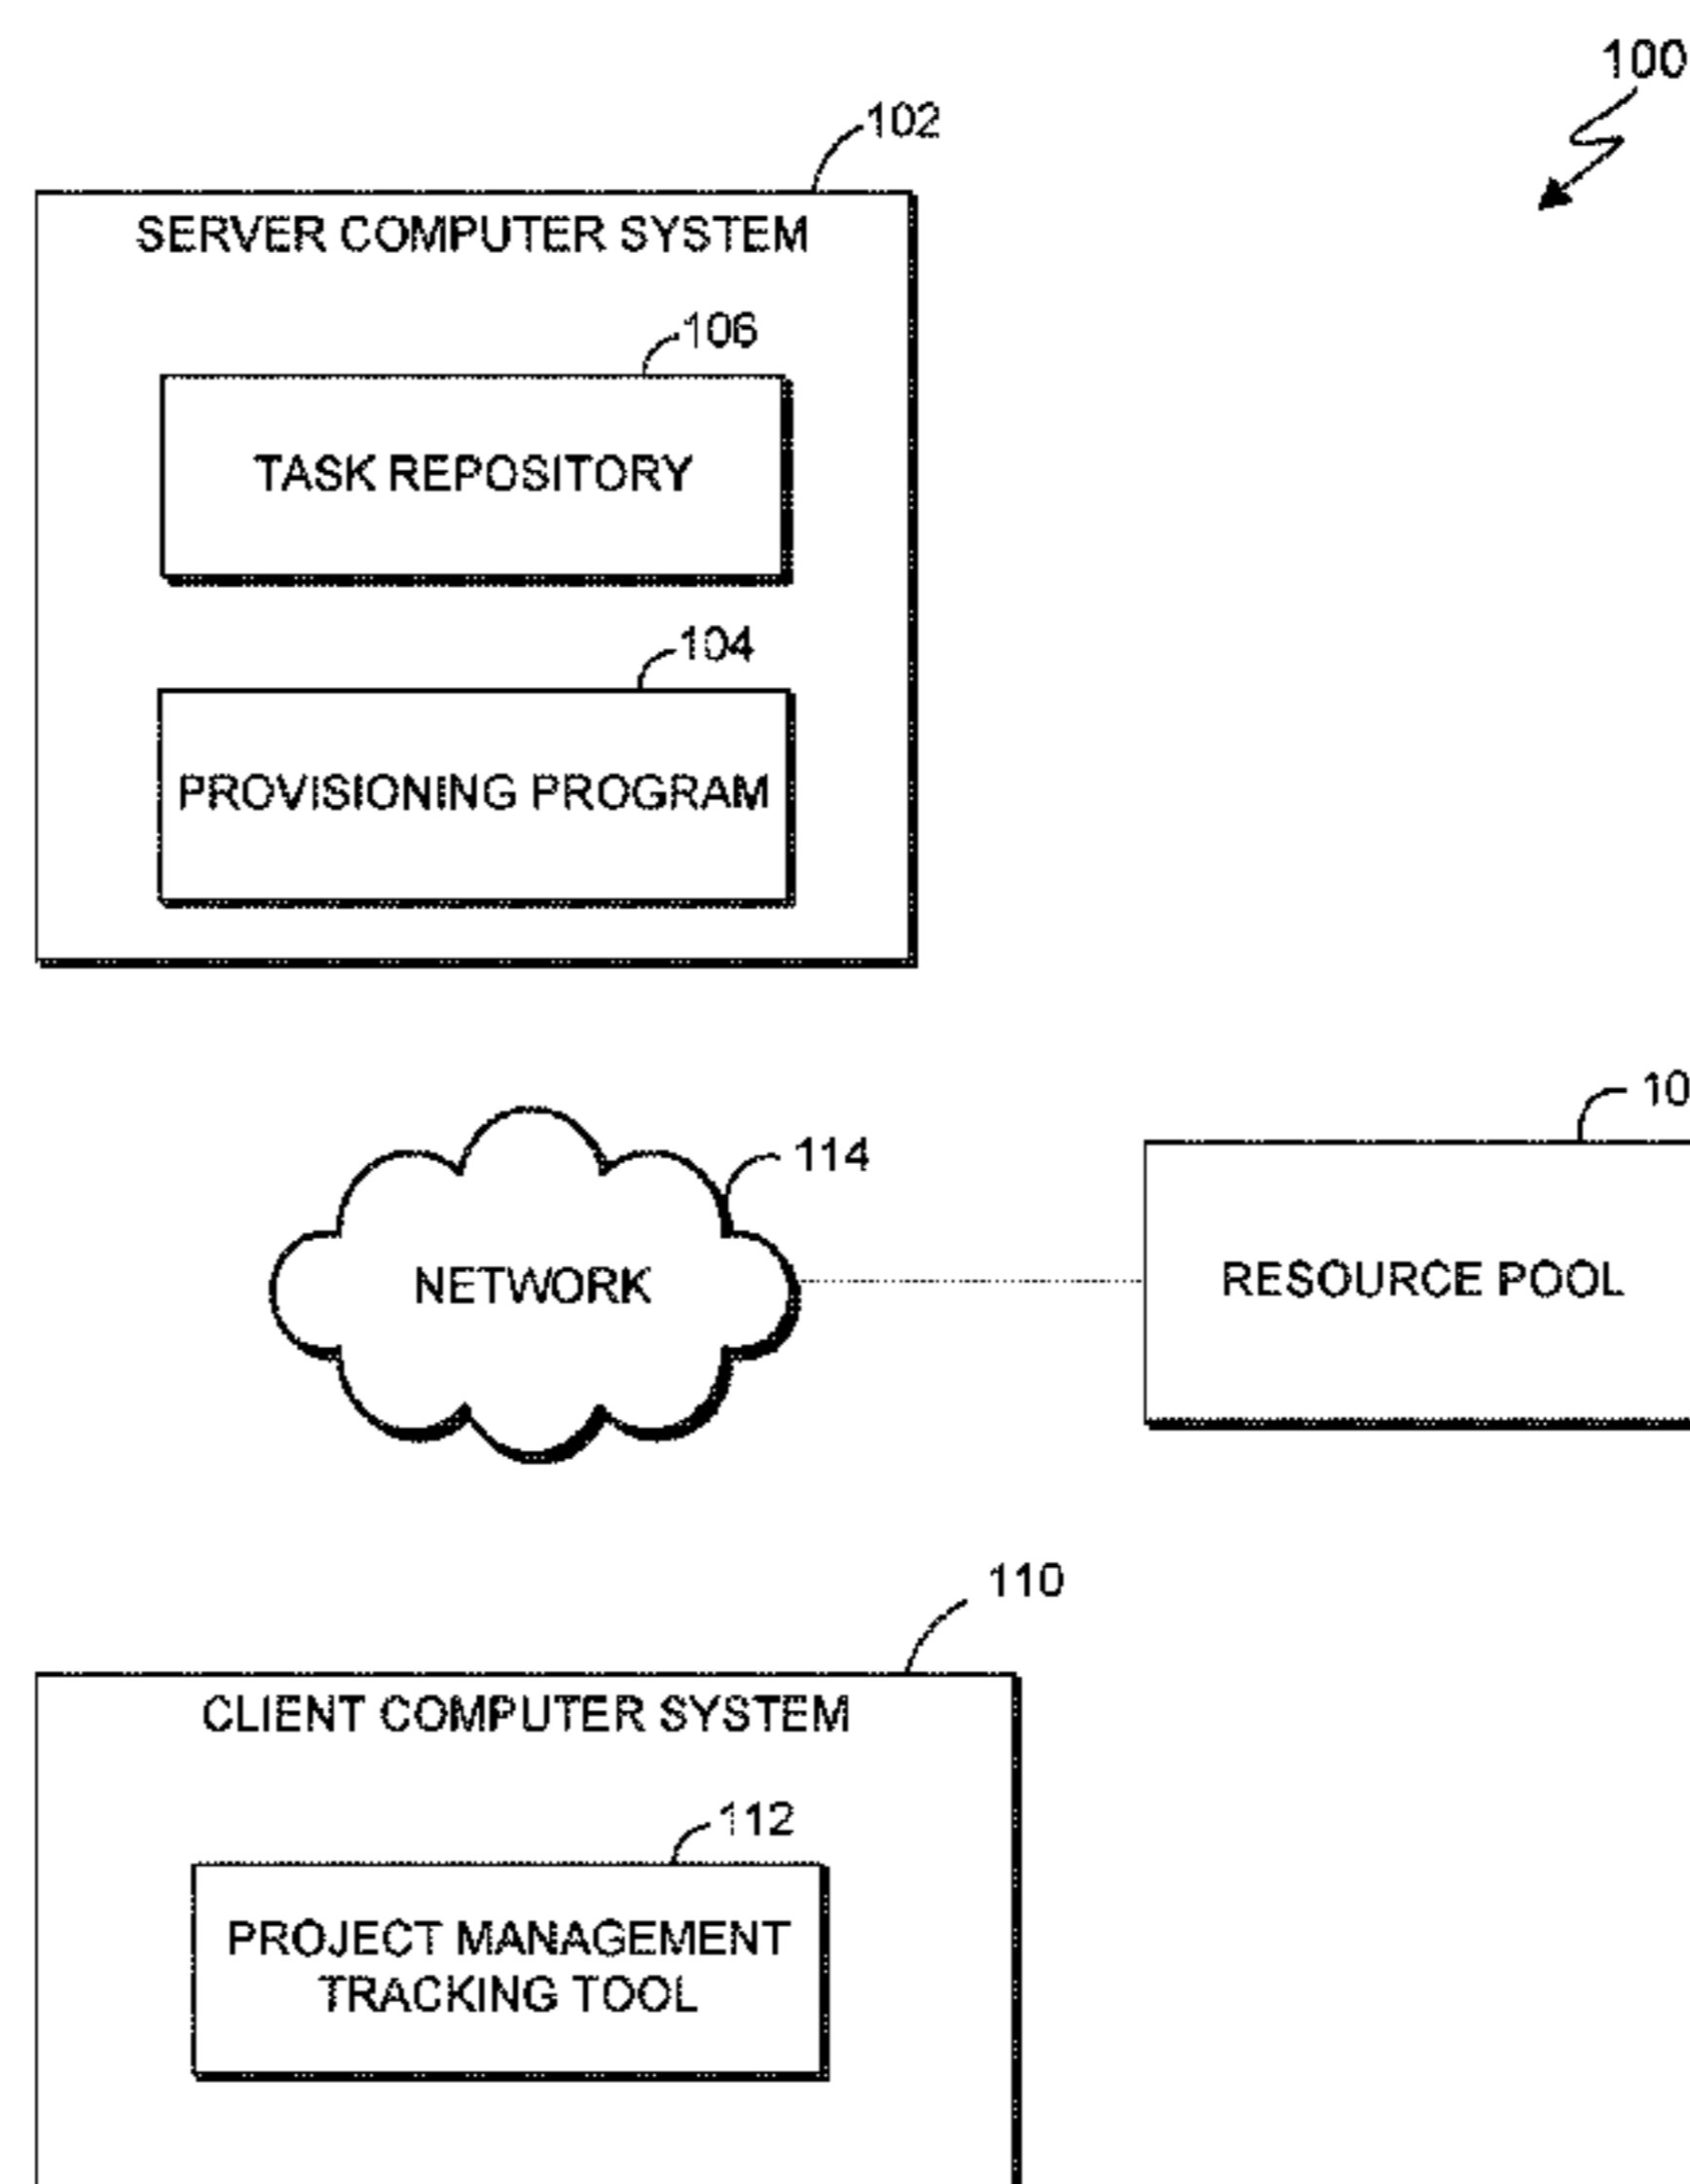 100
102
SERVER COMPUTER SYSTEM
106
TASK REPOSITORY
104
PROVISIONING PROGRAM
10
114
NETWORK
RESOURCE POOL
110
CLIENT COMPUTER SYSTEM
112
PROJECT MANAGEMENT
TRACKING TOOL